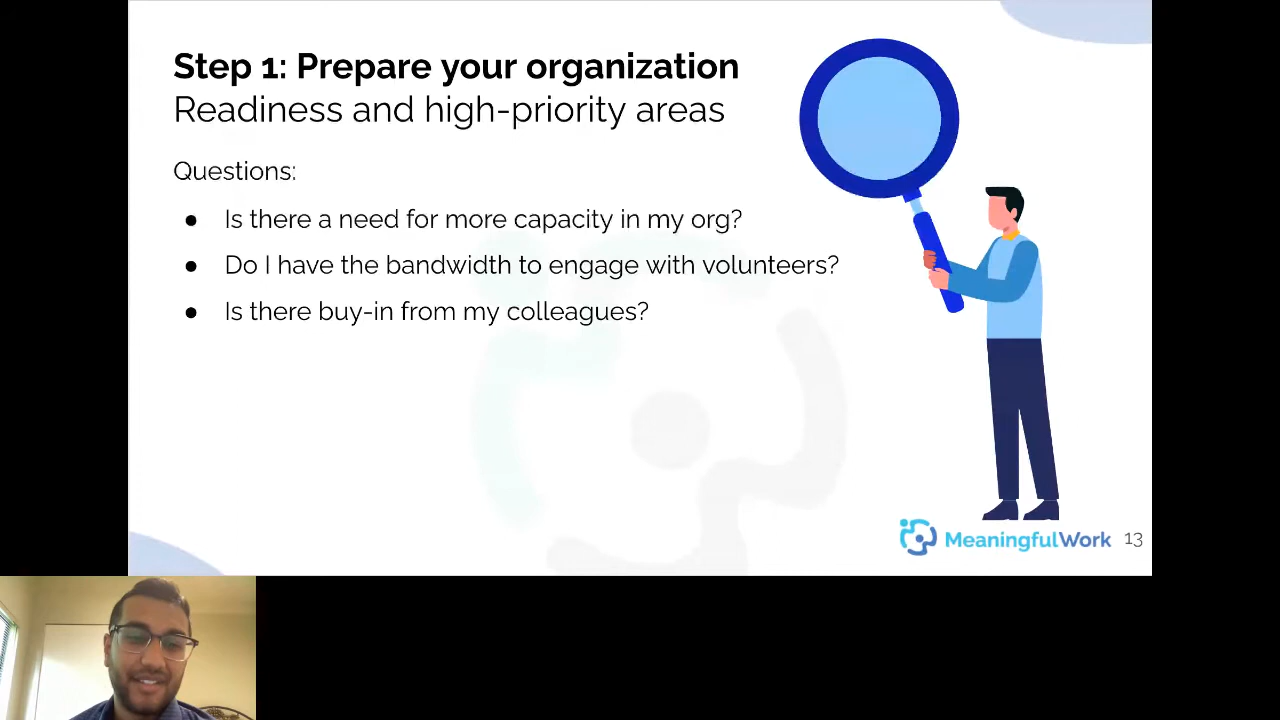 Step 1: Prepare your organization
Readiness and high-priority areas
Questions:
● Is there a need for more capacity in my org?
● Do I have the bandwidth to engage with volunteers?
● Is there buy-in from my colleagues?
MeaningfulWork 13